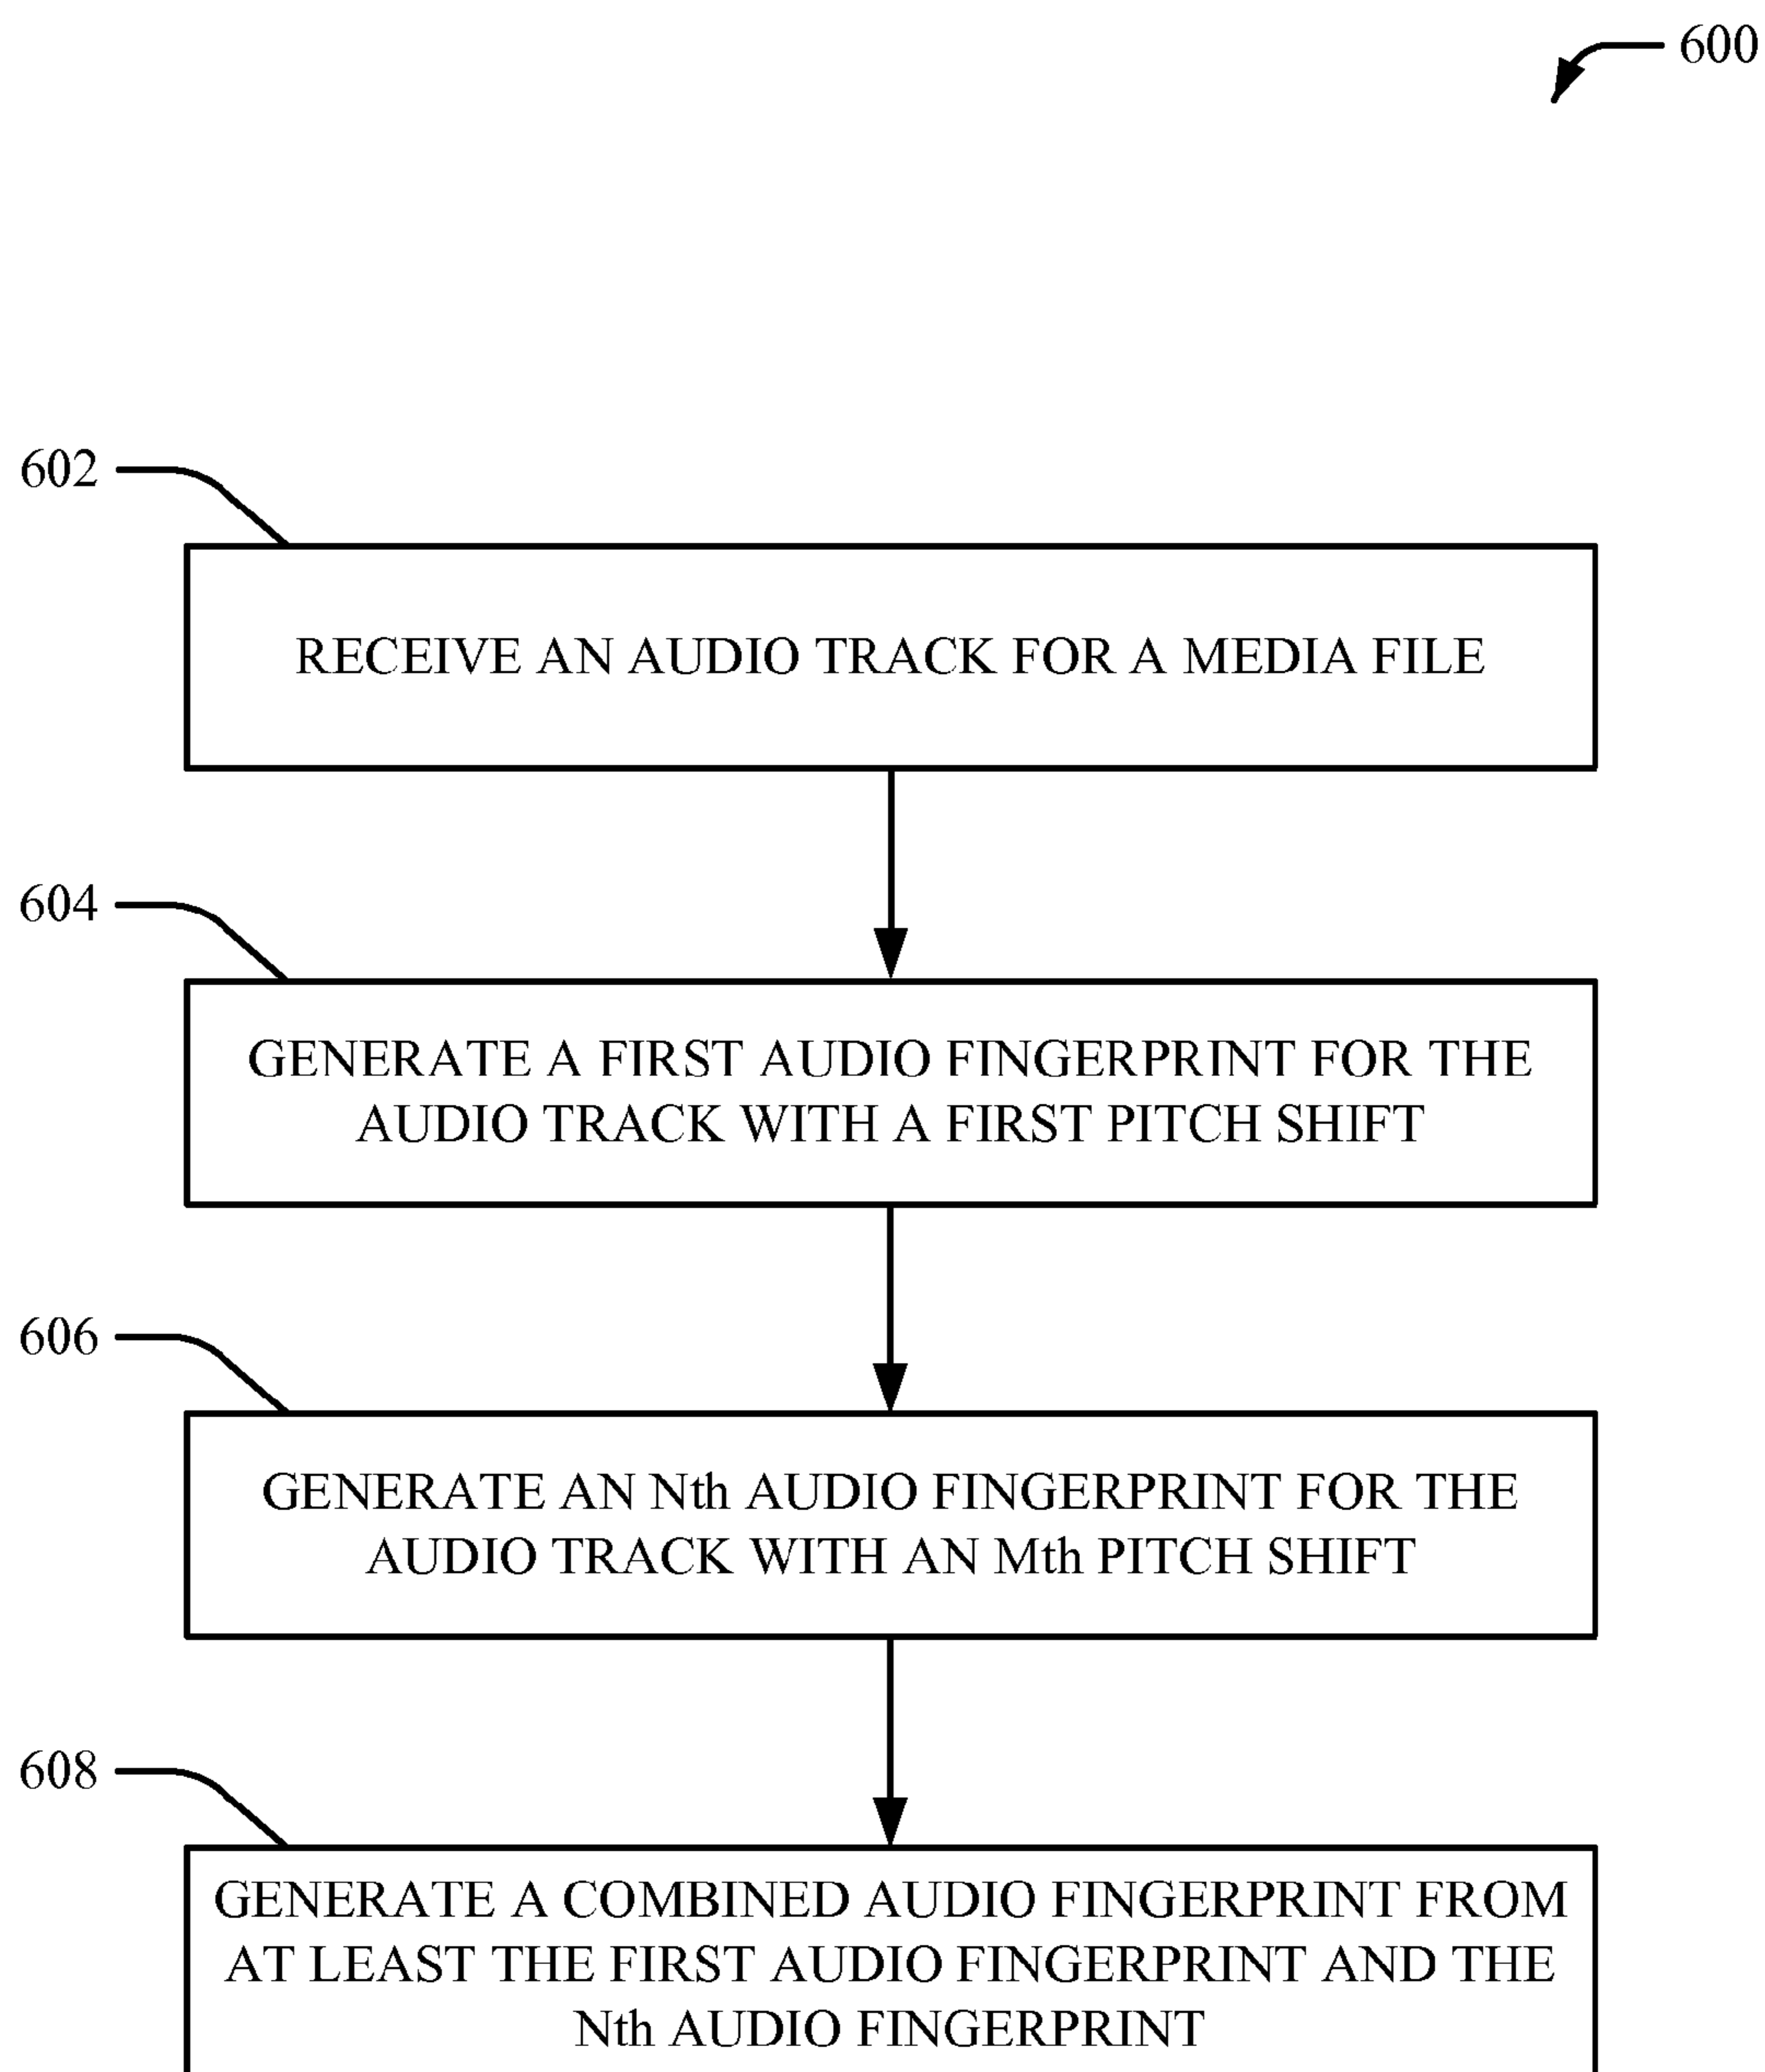 600
602
RECEIVE AN AUDIO TRACK FOR A MEDIA FILE
604
GENERATE A FIRST AUDIO FINGERPRINT FOR THE
AUDIO TRACK WITH A FIRST PITCH SHIFT
606
GENERATE AN Nth AUDIO FINGERPRINT FOR THE
AUDIO TRACK WITH AN Mth PITCH SHIFT
608
GENERATE A COMBINED AUDIO FINGERPRINT FROM
AT LEAST THE FIRST AUDIO FINGERPRINT AND THE
Nth AUDIO FINGERPRINT